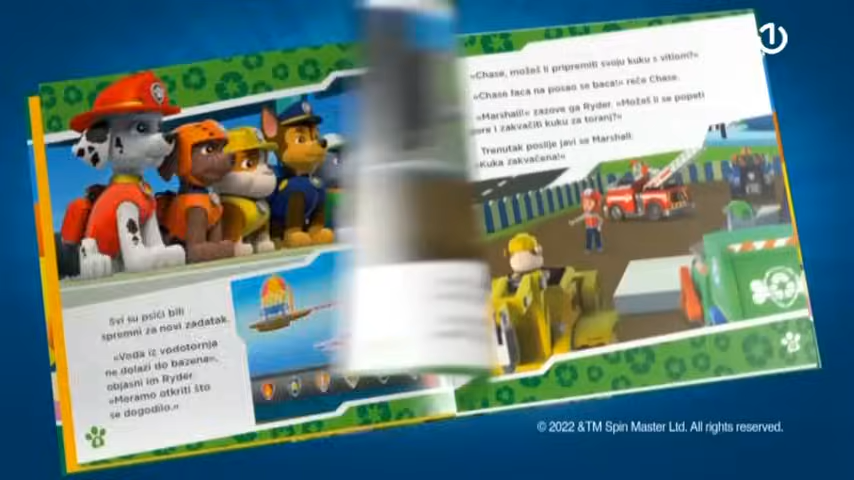 Svi su psići bili
spremni za novi zadatak.
»Voda iz vodotornja
ne dolazi do bazena«,
objasni im Ryder.
»Moramo otkriti što
se dogodilo.«
»Chase, možeš li pripremiti svoju kuku s vitlom?«
»Chase faca na posao se baca!« reče Chase.
»Marshall!« zazove ga Ryder. »Možeš li se popeti
gore i zakvačiti kuku za toranj?«
Trenutak poslije javi se Marshall:
»Kuka zakvačena!«
1
© 2022 &TM Spin Master Ltd. All rights reserved.